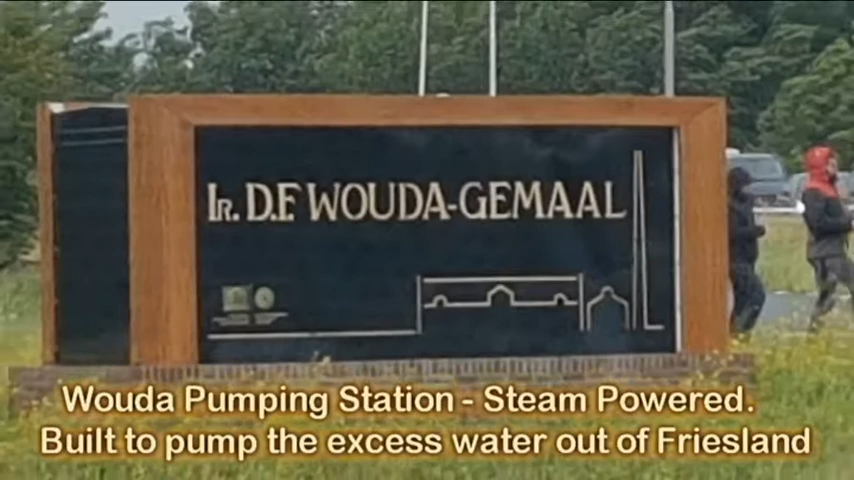 Ir. D.F. WOUDA-GEMAAL
Wouda Pumping Station - Steam Powered.
Built to pump the excess water out of Friesland